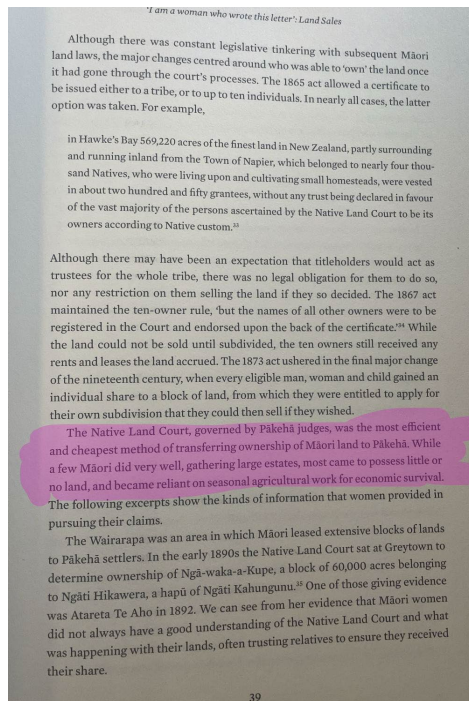 'I am a woman who wrote this letter': Land Sales
Although there was constant legislative tinkering with subsequent Māori
land laws, the major changes centred around who was able to 'own' the land once
it had gone through the court's processes. The 1865 act allowed a certificate to
be issued either to a tribe, or to up to ten individuals. In nearly all cases, the latter
option was taken. For example,
in Hawke's Bay 569,220 acres of the finest land in New Zealand, partly surrounding
and running inland from the Town of Napier, which belonged to nearly four thou-
sand Natives, who were living upon and cultivating small homesteads, were vested
in about two hundred and fifty grantees, without any trust being declared in favour
of the vast majority of the persons ascertained by the Native Land Court to be its
owners according to Native custom.³³
Although there may have been an expectation that titleholders would act as
trustees for the whole tribe, there was no legal obligation for them to do so,
nor any restriction on them selling the land if they so decided. The 1867 act
maintained the ten-owner rule, 'but the names of all other owners were to be
registered in the Court and endorsed upon the back of the certificate.'³⁴ While
the land could not be sold until subdivided, the ten owners still received any
rents and leases the land accrued. The 1873 act ushered in the final major change
of the nineteenth century, when every eligible man, woman and child gained an
individual share to a block of land, from which they were entitled to apply for
their own subdivision that they could then sell if they wished.
The Native Land Court, governed by Pākehā judges, was the most efficient
and cheapest method of transferring ownership of Māori land to Pākehā. While
a few Māori did very well, gathering large estates, most came to possess little or
no land, and became reliant on seasonal agricultural work for economic survival.
The following excerpts show the kinds of information that women provided in
pursuing their claims.
The Wairarapa was an area in which Māori leased extensive blocks of lands
to Pākehā settlers. In the early 1890s the Native Land Court sat at Greytown to
determine ownership of Ngā-waka-a-Kupe, a block of 60,000 acres belonging
to Ngāti Hikawera, a hapū of Ngāti Kahungunu.³⁵ One of those giving evidence
was Atareta Te Aho in 1892. We can see from her evidence that Māori women
did not always have a good understanding of the Native Land Court and what
was happening with their lands, often trusting relatives to ensure they received
their share.
39